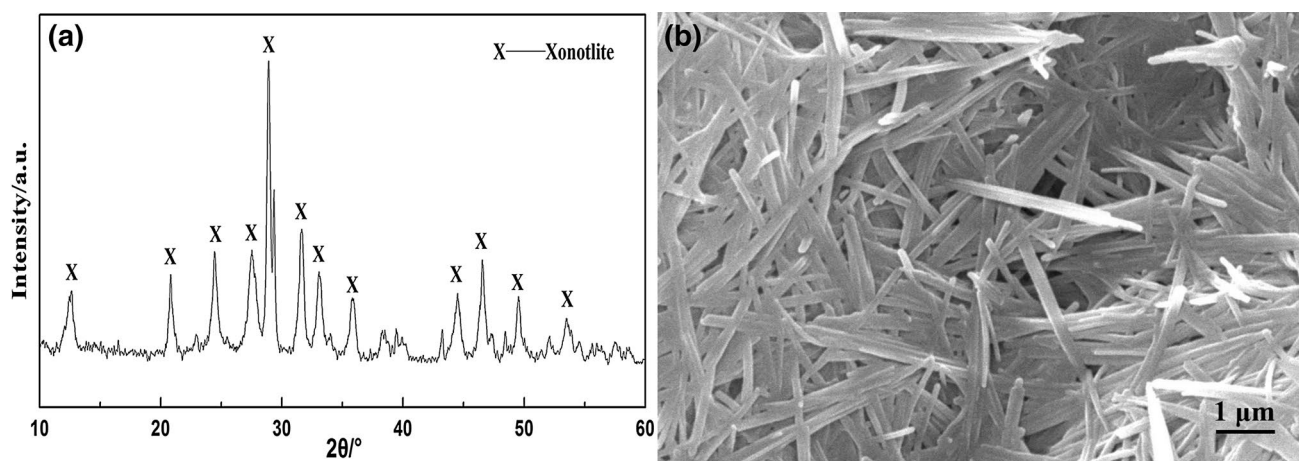 (a)
X
X——Xonotlite
X
X
X
X
X
X
X
X
X
X
X
Intensity/a.u.
10
20
30
40
50
60
2θ/°
(b)
1 μm